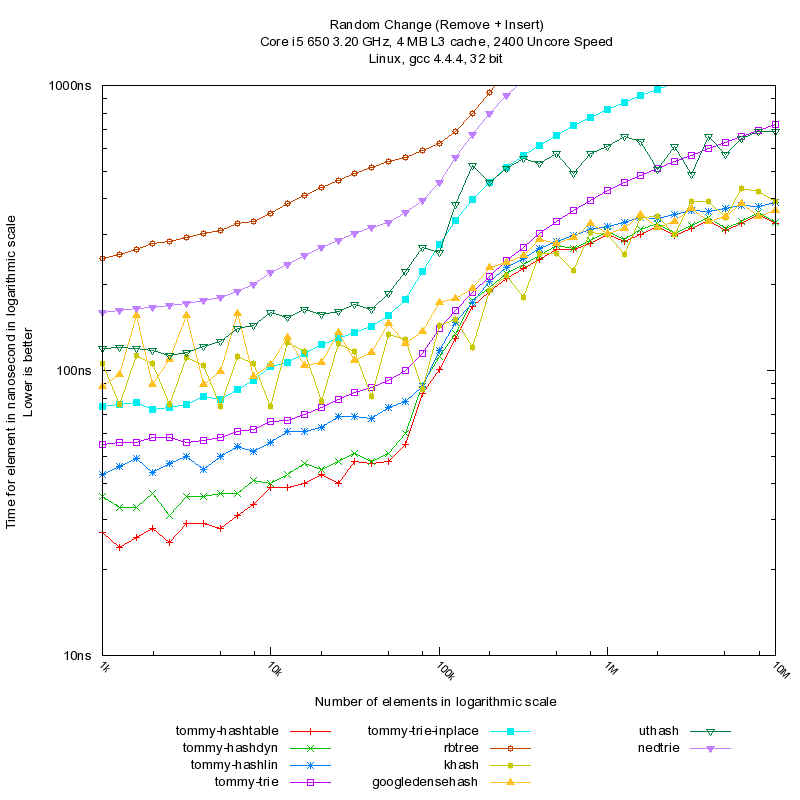 Random Change (Remove + Insert)
Core i5 650 3.20 GHz, 4 MB L3 cache, 2400 Uncore Speed
Linux, gcc 4.4.4, 32 bit
1000ns
100ns
10ns
Time for element in nanosecond in logarithmic scale
Lower is better
1k
10k
100k
1M
10M
Number of elements in logarithmic scale
tommy-hashtable
tommy-hashdyn
tommy-hashlin
tommy-trie
tommy-trie-inplace
rbtree
khash
googledensehash
uthash
nedtrie